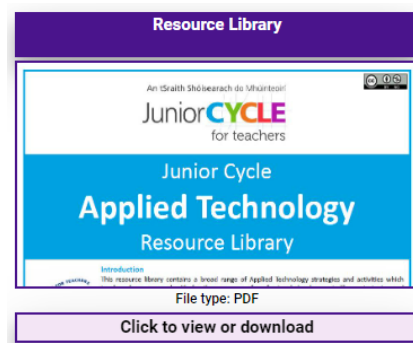 Resource Library
An tSraith Shóisearach do Mhúinteoirí
JuniorCYCLE
for teachers
Junior Cycle
Applied Technology
Resource Library
Introduction
This resource library contains a broad range of Applied Technology strategies and activities which
File type: PDF
Click to view or download